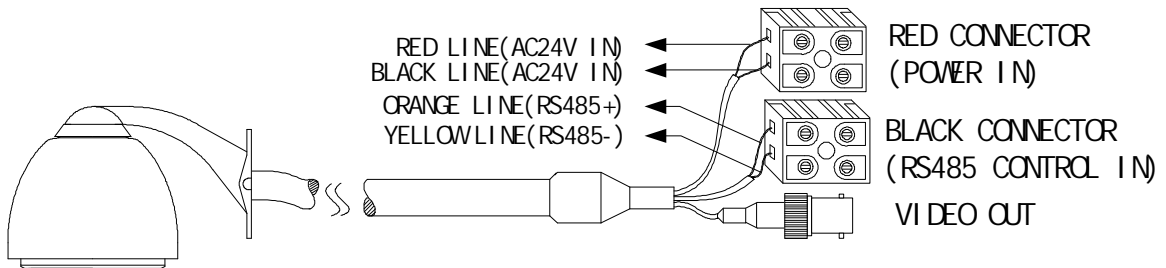 RED LINE(AC24V IN)
BLACK LINE(AC24V IN)
ORANGE LINE(RS485+)
YELLOW LINE(RS485-)
RED CONNECTOR
(POWER IN)
BLACK CONNECTOR
(RS485 CONTROL IN)
VIDEO OUT